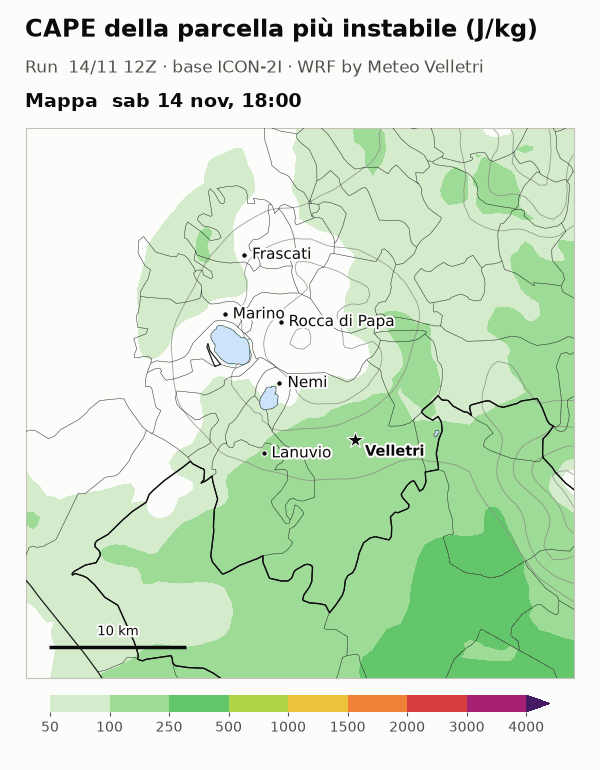 CAPE della parcella più instabile (J/kg)
Run  14/11 12Z · base ICON-2I · WRF by Meteo Velletri
Mappa  sab 14 nov, 18:00
Frascati
Marino
Rocca di Papa
Nemi
Velletri
Lanuvio
10 km
50 100 250 500 1000 1500 2000 3000 4000